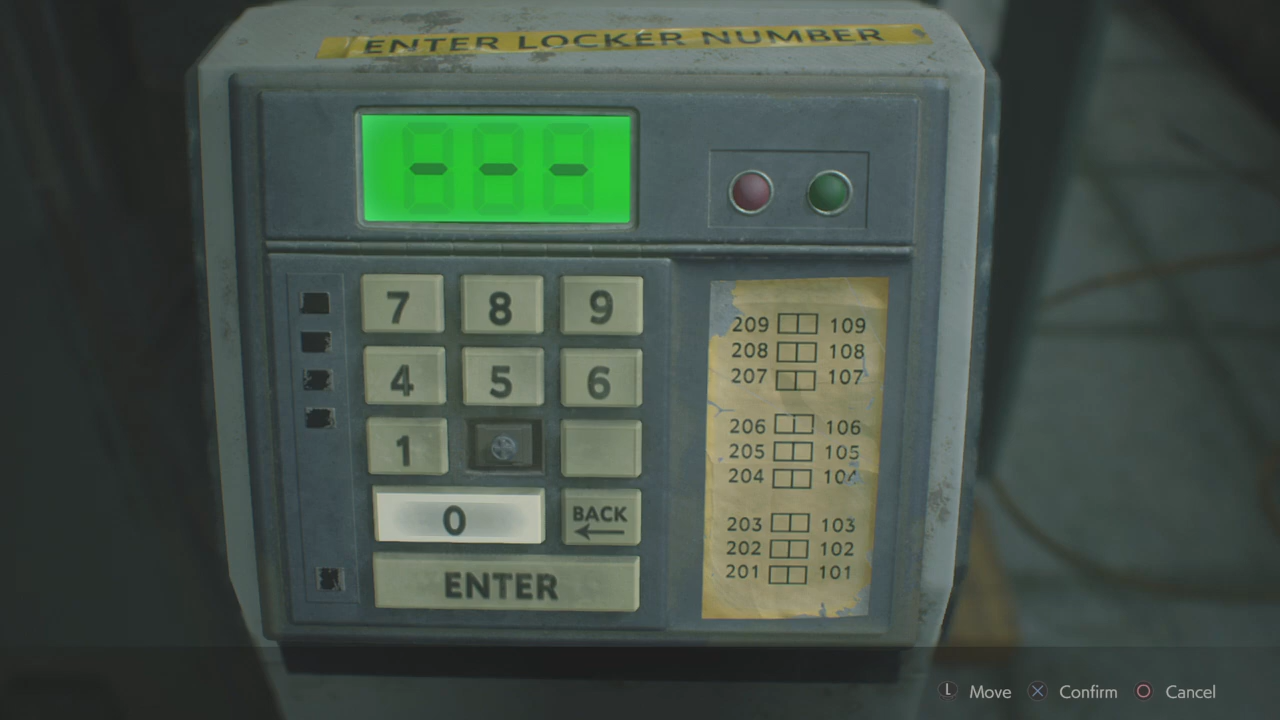 ENTER LOCKER NUMBER
- - -
7 8 9
4 5 6
1
0 BACK
ENTER
209 109
208 108
207 107
206 106
205 105
204 104
203 103
202 102
201 101
L Move X Confirm O Cancel